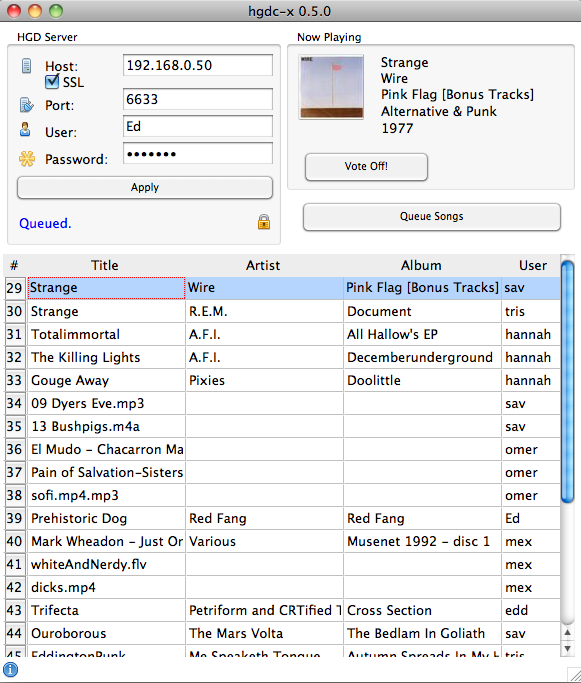 hgdc-x 0.5.0
HGD Server
Host: 192.168.0.50
SSL
Port: 6633
User: Ed
Password: •••••••
Apply
Queued.
Now Playing
WIRE
Strange
Wire
Pink Flag [Bonus Tracks]
Alternative & Punk
1977
Vote Off!
Queue Songs
# Title Artist Album User
29 Strange Wire Pink Flag [Bonus Tracks] sav
30 Strange R.E.M. Document tris
31 Totalimmortal A.F.I. All Hallow's EP hannah
32 The Killing Lights A.F.I. Decemberunderground hannah
33 Gouge Away Pixies Doolittle hannah
34 09 Dyers Eve.mp3 sav
35 13 Bushpigs.m4a sav
36 El Mudo - Chacarron Ma omer
37 Pain of Salvation-Sisters omer
38 sofi.mp4.mp3 omer
39 Prehistoric Dog Red Fang Red Fang Ed
40 Mark Wheadon - Just Or Various Musenet 1992 - disc 1 mex
41 whiteAndNerdy.flv mex
42 dicks.mp4 mex
43 Trifecta Petriform and CRTified T Cross Section edd
44 Ouroborous The Mars Volta The Bedlam In Goliath sav
45 EddingtonPunk Me Speaketh Tongue Autumn Spreads In My tris